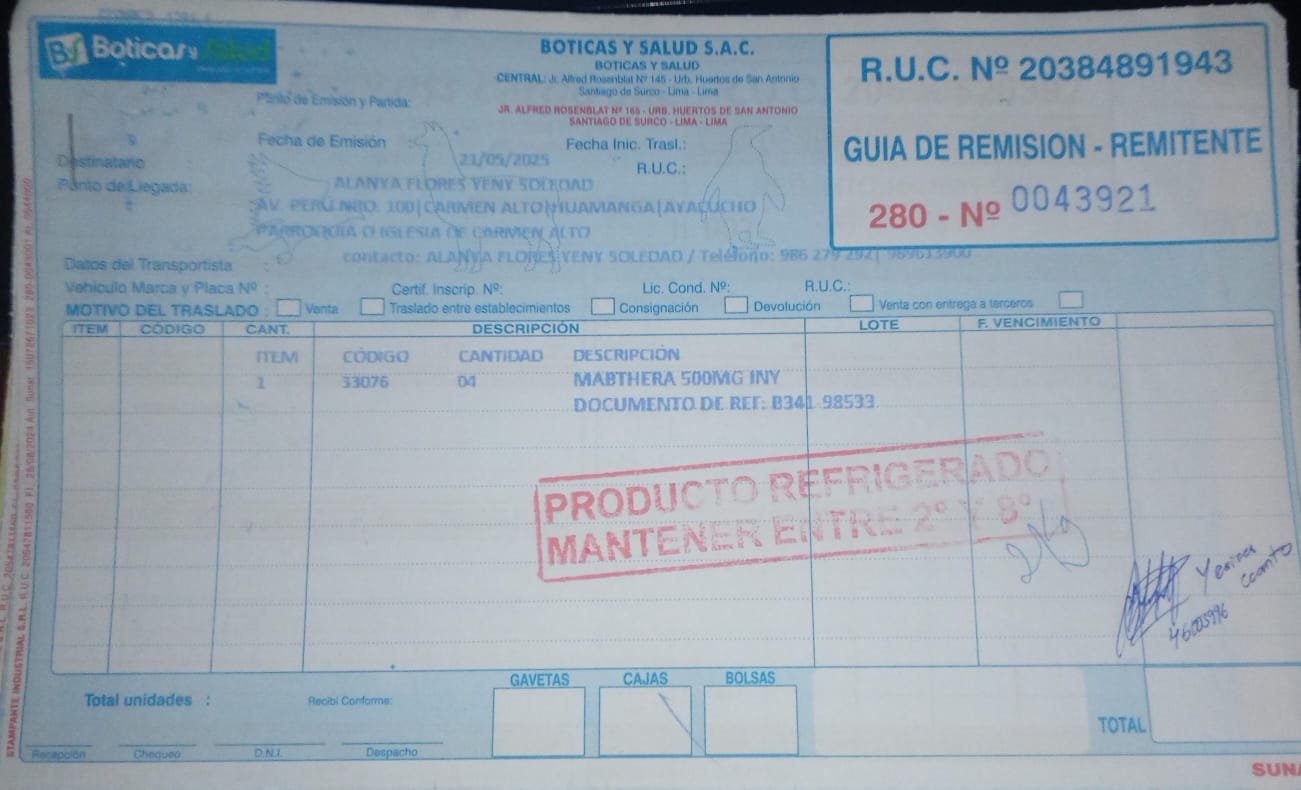 BS Boticas y Salud
BOTICAS Y SALUD S.A.C.
BOTICAS Y SALUD
CENTRAL: Jr. Alfred Rosenblat Nº 145 - Urb. Huertos de San Antonio
Santiago de Surco - Lima - Lima
Punto de Emisión y Partida:
JR. ALFRED ROSENBLAT Nº 165 - URB. HUERTOS DE SAN ANTONIO
SANTIAGO DE SURCO - LIMA - LIMA
R.U.C. Nº 20384891943
GUIA DE REMISION - REMITENTE
280 - Nº 0043921
Fecha de Emisión : 21/05/2025 Fecha Inic. Trasl.:
Destinatario : ALANYA FLORES YENY SOLEDAD R.U.C.:
Punto de Llegada: AV. PERU NRO. 100|CARMEN ALTO|HUAMANGA|AYACUCHO
PARROQUIA O IGLESIA DE CARMEN ALTO
contacto: ALANYA FLORES YENY SOLEDAD / Teléfono: 986 279 292|
Datos del Transportista
Vehículo Marca y Placa Nº : Certif. Inscrip. Nº: Lic. Cond. Nº: R.U.C.:
MOTIVO DEL TRASLADO : Venta Traslado entre establecimientos Consignación Devolución Venta con entrega a terceros
ITEM CÓDIGO CANT. DESCRIPCIÓN LOTE F. VENCIMIENTO
ITEM CÓDIGO CANTIDAD DESCRIPCIÓN
1 33076 04 MABTHERA 500MG INY
DOCUMENTO DE REF: B341 98533
PRODUCTO REFRIGERADO
MANTENER ENTRE 2° Y 8°
46003996
GAVETAS CAJAS BOLSAS
Total unidades : Recibí Conforme:
TOTAL
Recepción Chequeo D.N.I. Despacho
STAMPANTE INDUSTRIAL S.R.L. R.U.C. 20547811500 F.I. 28/08/2024